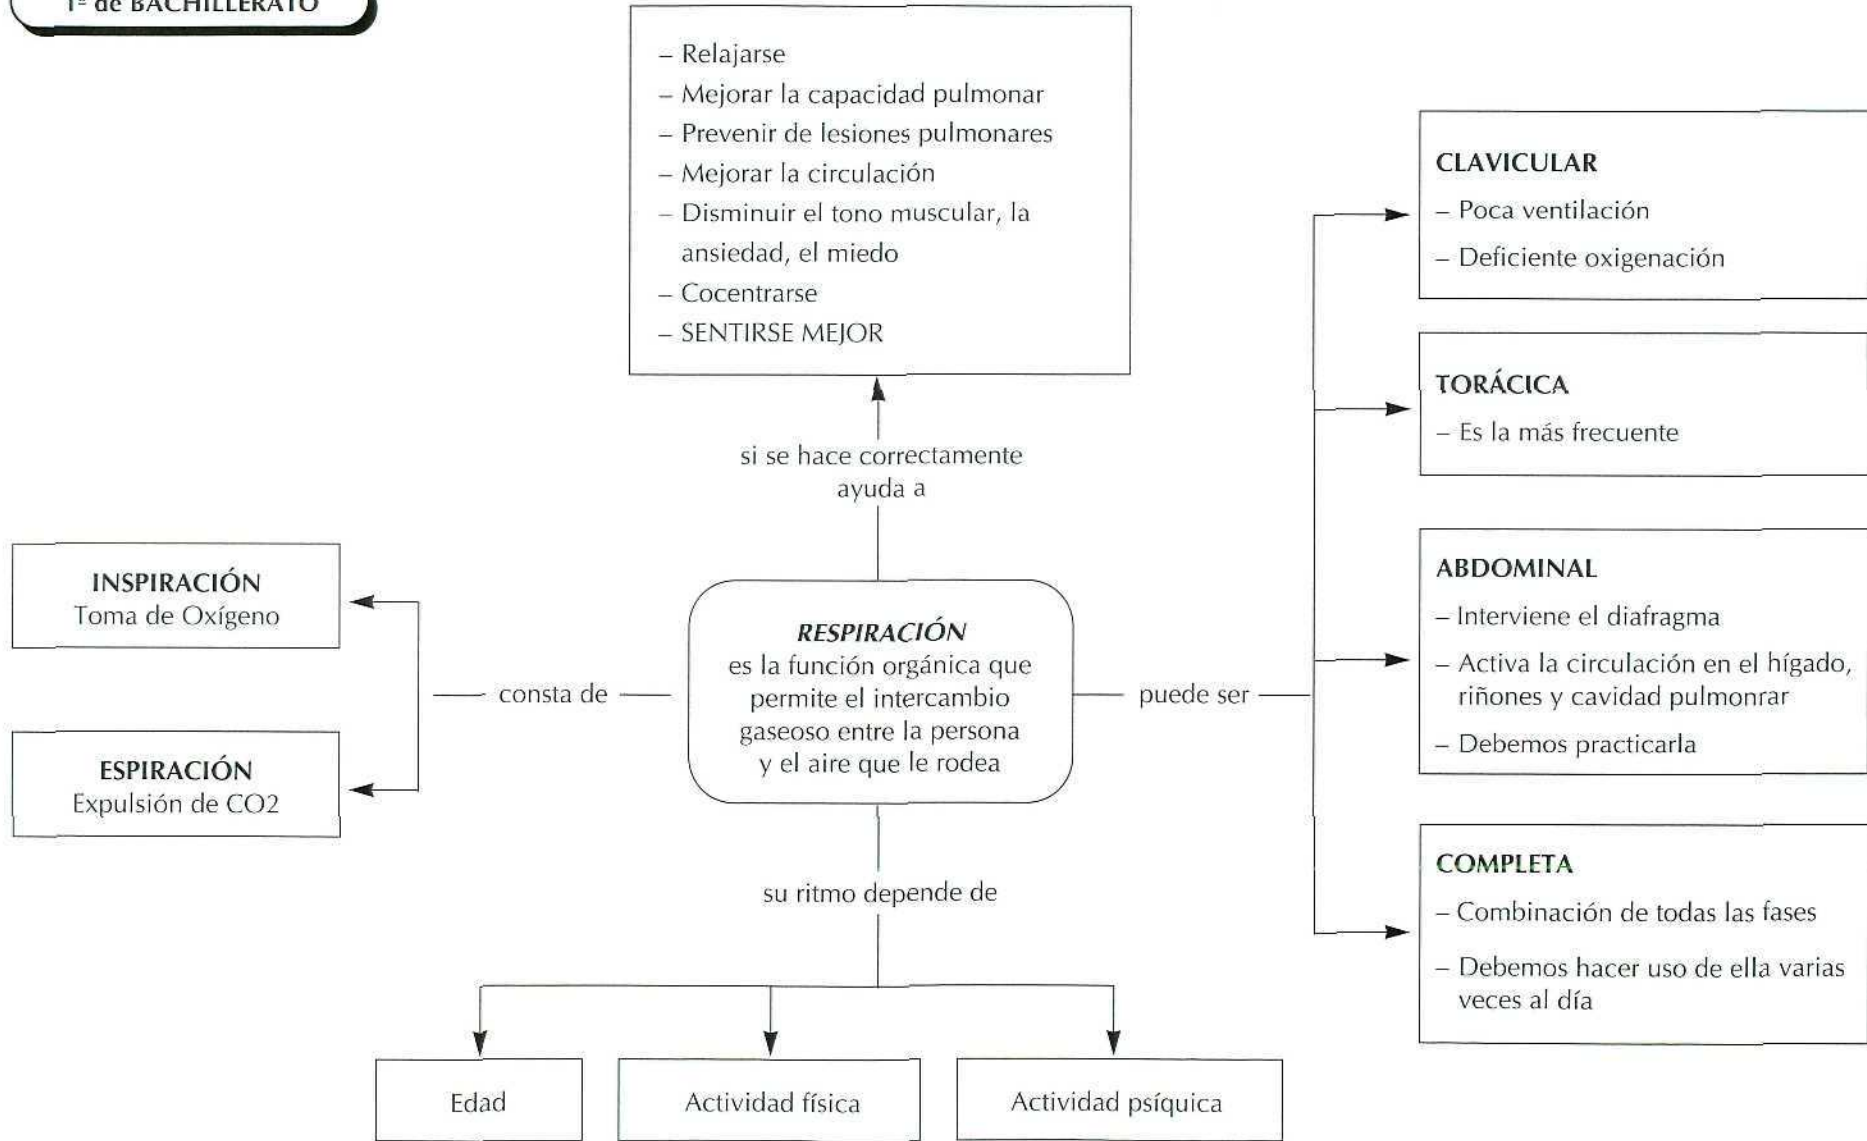 1º de BACHILLERATO
– Relajarse
– Mejorar la capacidad pulmonar
– Prevenir de lesiones pulmonares
– Mejorar la circulación
– Disminuir el tono muscular, la
ansiedad, el miedo
– Cocentrarse
– SENTIRSE MEJOR
si se hace correctamente
ayuda a
INSPIRACIÓN
Toma de Oxígeno
ESPIRACIÓN
Expulsión de CO2
consta de
RESPIRACIÓN
es la función orgánica que
permite el intercambio
gaseoso entre la persona
y el aire que le rodea
puede ser
CLAVICULAR
– Poca ventilación
– Deficiente oxigenación
TORÁCICA
– Es la más frecuente
ABDOMINAL
– Interviene el diafragma
– Activa la circulación en el hígado,
riñones y cavidad pulmonrar
– Debemos practicarla
COMPLETA
– Combinación de todas las fases
– Debemos hacer uso de ella varias
veces al día
su ritmo depende de
Edad
Actividad física
Actividad psíquica